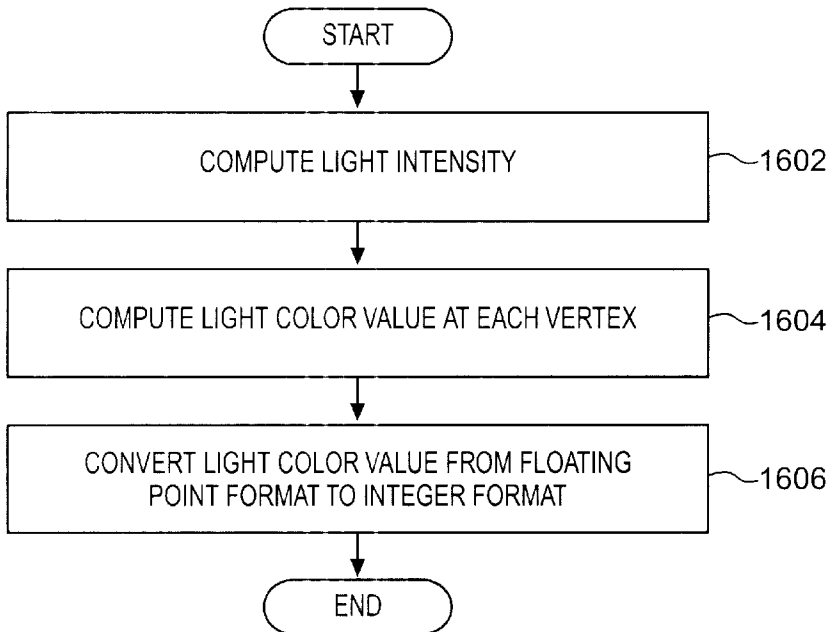 START
COMPUTE LIGHT INTENSITY
1602
COMPUTE LIGHT COLOR VALUE AT EACH VERTEX
1604
CONVERT LIGHT COLOR VALUE FROM FLOATING
POINT FORMAT TO INTEGER FORMAT
1606
END